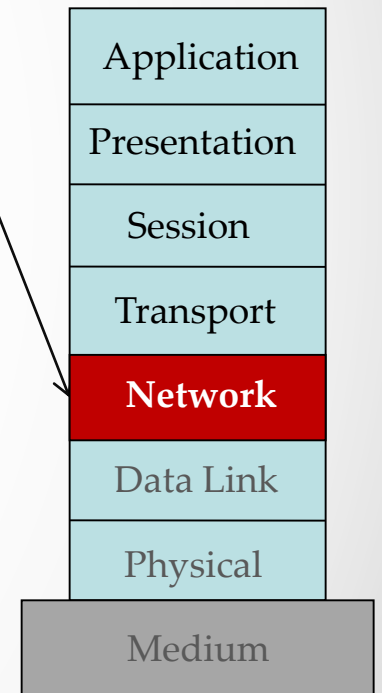 Application
Presentation
Session
Transport
Network
Data Link
Physical
Medium